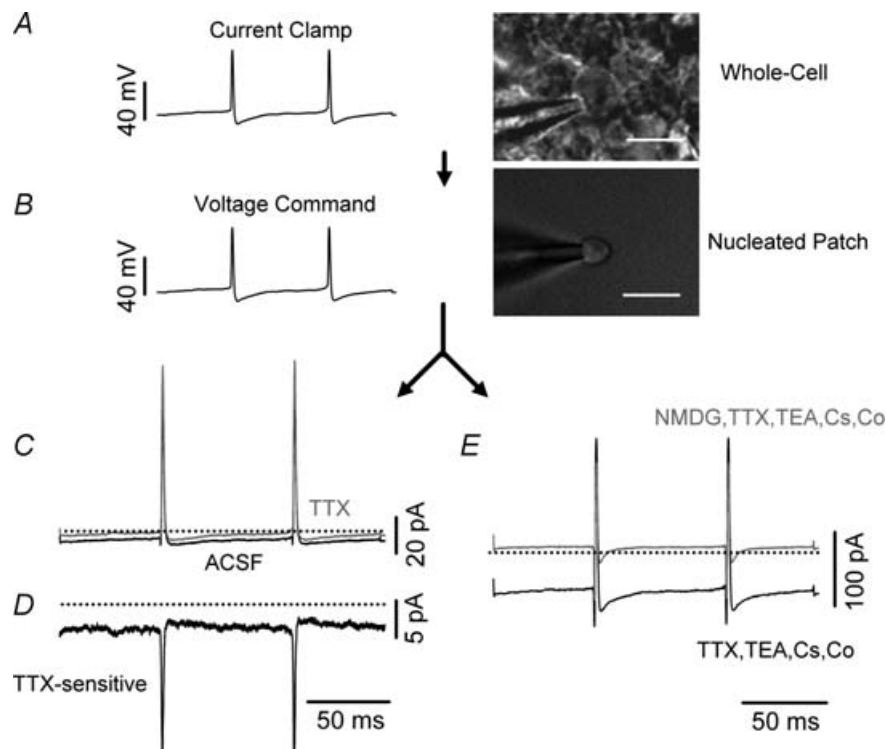 A
Current Clamp
40 mV
Whole-Cell
B
Voltage Command
40 mV
Nucleated Patch
C
TTX
ACSF
20 pA
D
5 pA
TTX-sensitive
50 ms
E
NMDG,TTX,TEA,Cs,Co
100 pA
TTX,TEA,Cs,Co
50 ms